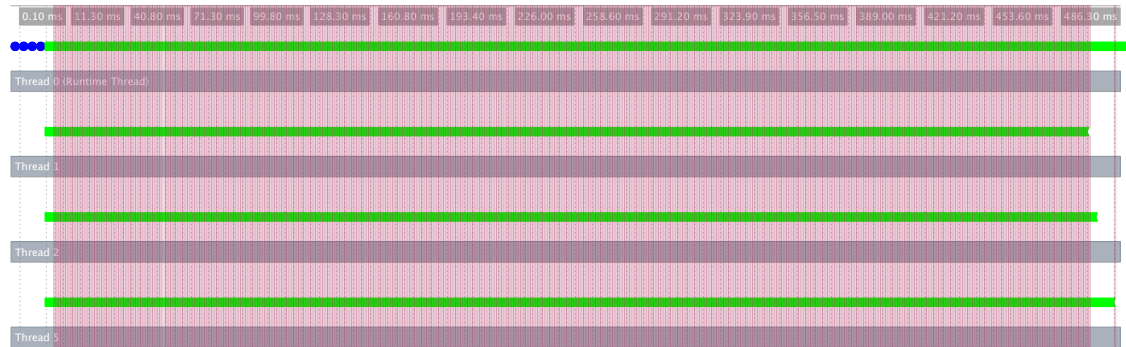 0.10 ms 11.30 ms 40.80 ms 71.30 ms 99.80 ms 128.30 ms 160.80 ms 193.40 ms 226.00 ms 258.60 ms 291.20 ms 323.90 ms 356.50 ms 389.00 ms 421.20 ms 453.60 ms 486.30 ms
Thread 0 (Runtime Thread)
Thread 1
Thread 2
Thread 5